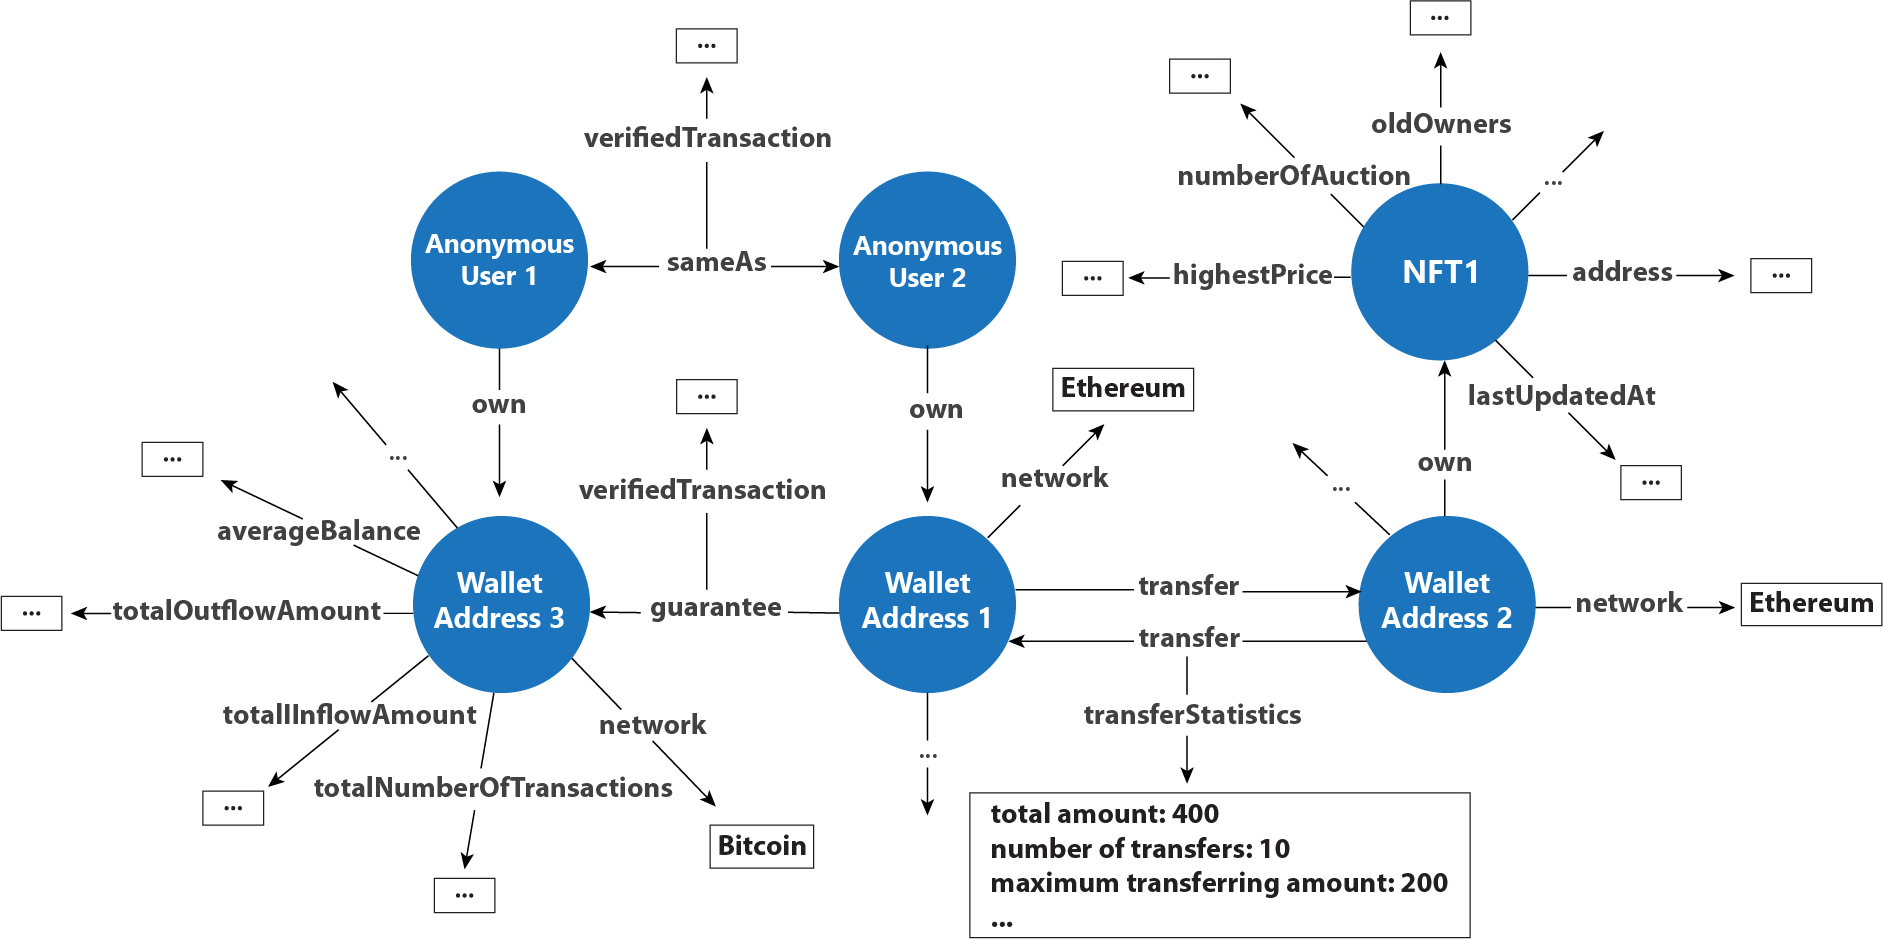 ...
...
...
oldOwners
verifiedTransaction
numberOfAuction
...
Anonymous
User 1
sameAs
Anonymous
User 2
...
highestPrice
NFT1
address
...
own
...
own
Ethereum
lastUpdatedAt
...
...
averageBalance
verifiedTransaction
network
...
own
...
Wallet
Address 3
Wallet
Address 1
transfer
Wallet
Address 2
...
totalOutflowAmount
guarantee
transfer
network
Ethereum
totalIInflowAmount
network
transferStatistics
...
totalNumberOfTransactions
...
Bitcoin
...
total amount: 400
number of transfers: 10
maximum transferring amount: 200
...